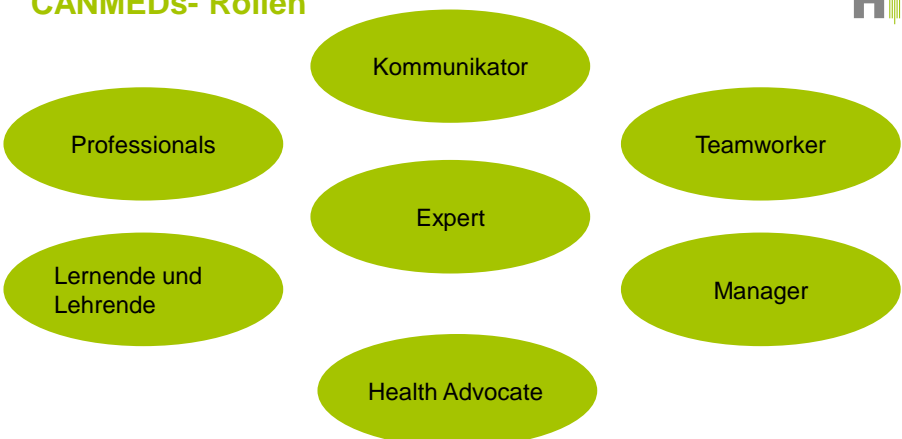 CANMEDs- Rollen
Kommunikator
Professionals
Teamworker
Expert
Lernende und
Lehrende
Manager
Health Advocate